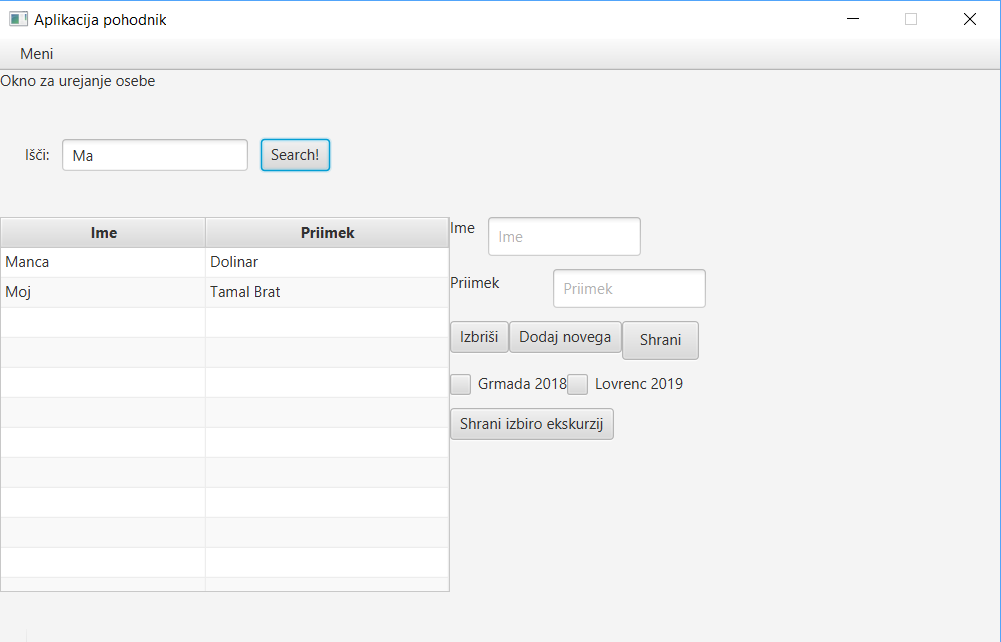 Aplikacija pohodnik
Meni
Okno za urejanje osebe
Išči: Ma Search!
Ime Priimek
Manca Dolinar
Moj Tamal Brat
Ime Ime
Priimek Priimek
Izbriši Dodaj novega Shrani
Grmada 2018 Lovrenc 2019
Shrani izbiro ekskurzij